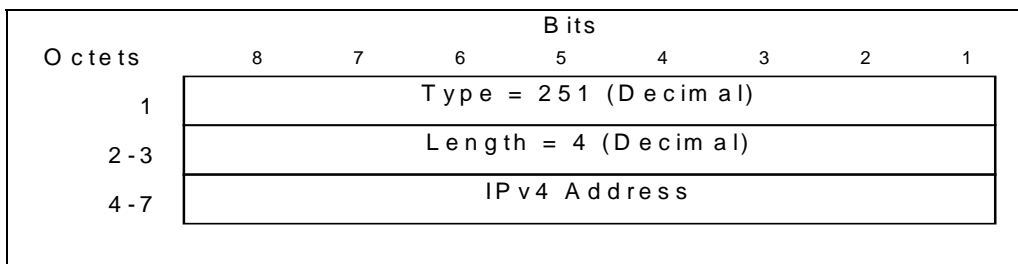 Bits
Octets 8 7 6 5 4 3 2 1
1 Type = 251 (Decimal)
2-3 Length = 4 (Decimal)
4-7 IPv4 Address